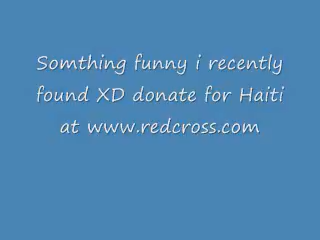 Somthing funny i recently
found XD donate for Haiti
at www.redcross.com